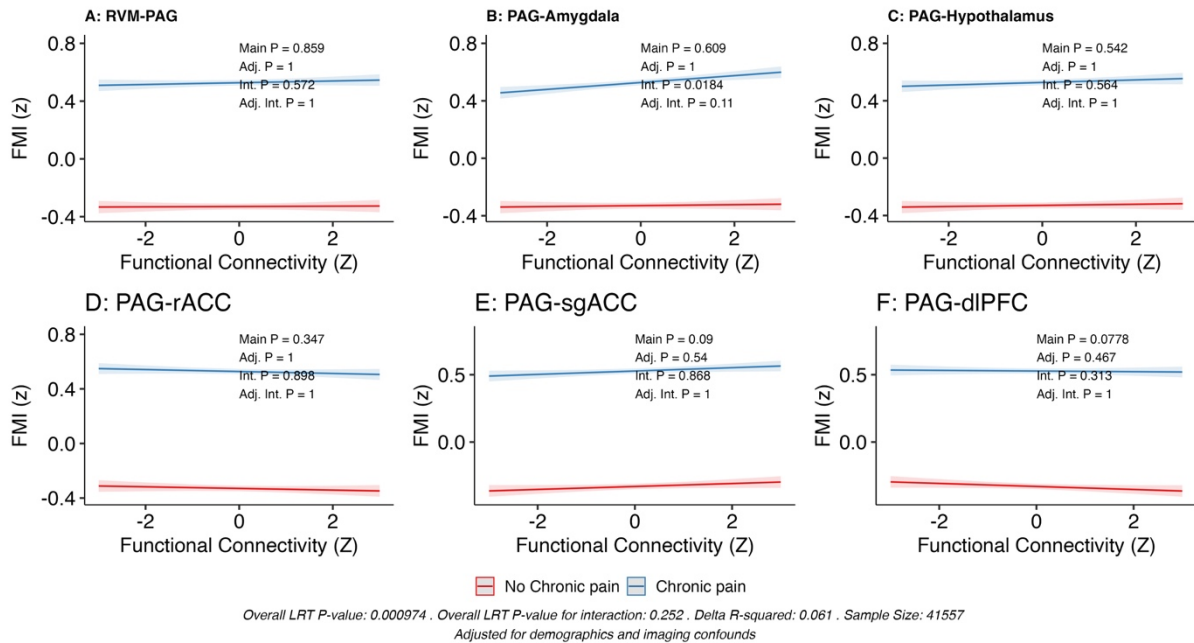 A: RVM-PAG
Main P = 0.859
Adj. P = 1
Int. P = 0.572
Adj. Int. P = 1
FMI (z)
0.8
0.4
0.0
-0.4
-2
0
2
Functional Connectivity (Z)
B: PAG-Amygdala
Main P = 0.609
Adj. P = 1
Int. P = 0.0184
Adj. Int. P = 0.11
FMI (z)
0.8
0.4
0.0
-0.4
-2
0
2
Functional Connectivity (Z)
C: PAG-Hypothalamus
Main P = 0.542
Adj. P = 1
Int. P = 0.564
Adj. Int. P = 1
FMI (z)
0.8
0.4
0.0
-0.4
-2
0
2
Functional Connectivity (Z)
D: PAG-rACC
Main P = 0.347
Adj. P = 1
Int. P = 0.898
Adj. Int. P = 1
FMI (z)
0.8
0.4
0.0
-0.4
-2
0
2
Functional Connectivity (Z)
E: PAG-sgACC
Main P = 0.09
Adj. P = 0.54
Int. P = 0.868
Adj. Int. P = 1
FMI (z)
0.5
0.0
-2
0
2
Functional Connectivity (Z)
F: PAG-dlPFC
Main P = 0.0778
Adj. P = 0.467
Int. P = 0.313
Adj. Int. P = 1
FMI (z)
0.5
0.0
-2
0
2
Functional Connectivity (Z)
No Chronic pain Chronic pain
Overall LRT P-value: 0.000974 . Overall LRT P-value for interaction: 0.252 . Delta R-squared: 0.061 . Sample Size: 41557
Adjusted for demographics and imaging confounds